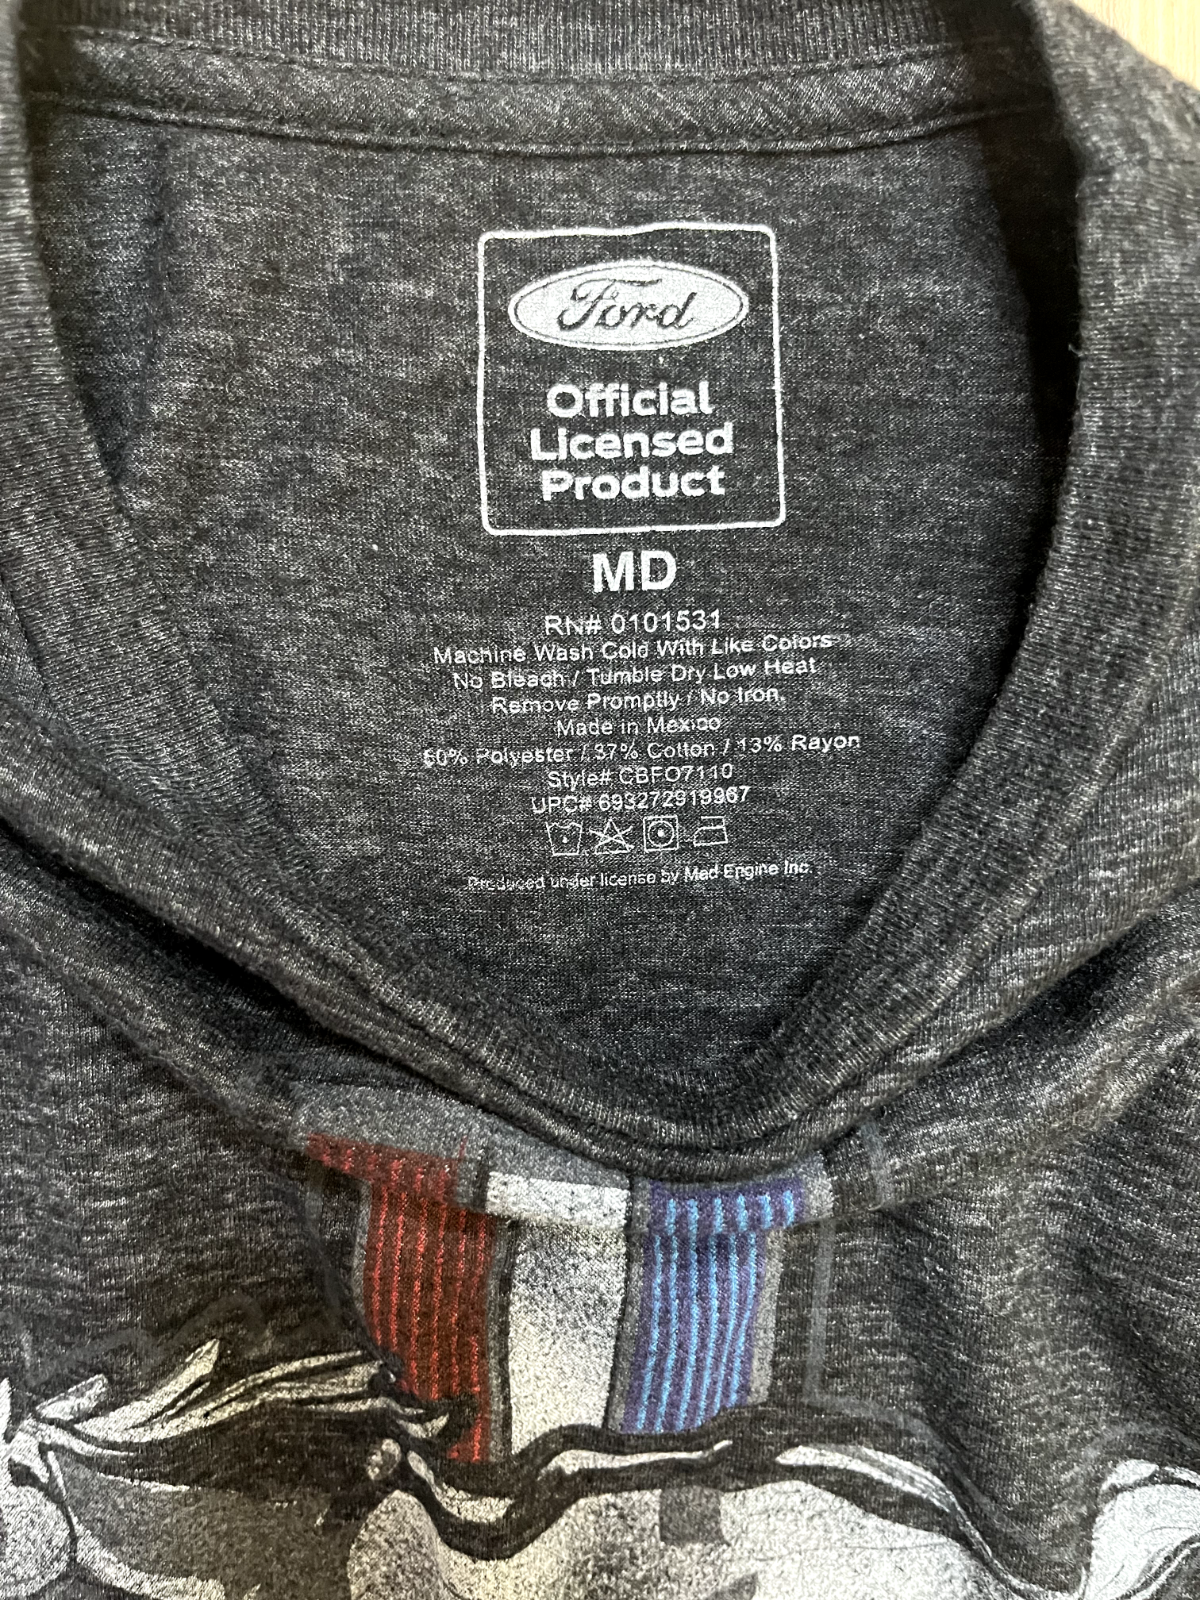 Ford
Official
Licensed
Product
MD
RN# 0101531
Machine Wash Cold With Like Colors
No Bleach / Tumble Dry Low Heat
Remove Promptly / No Iron.
Made in Mexico
50% Polyester / 37% Cotton / 13% Rayon
Style# CBFO7110
UPC# 693272919967
Produced under license by Mad Engine Inc.